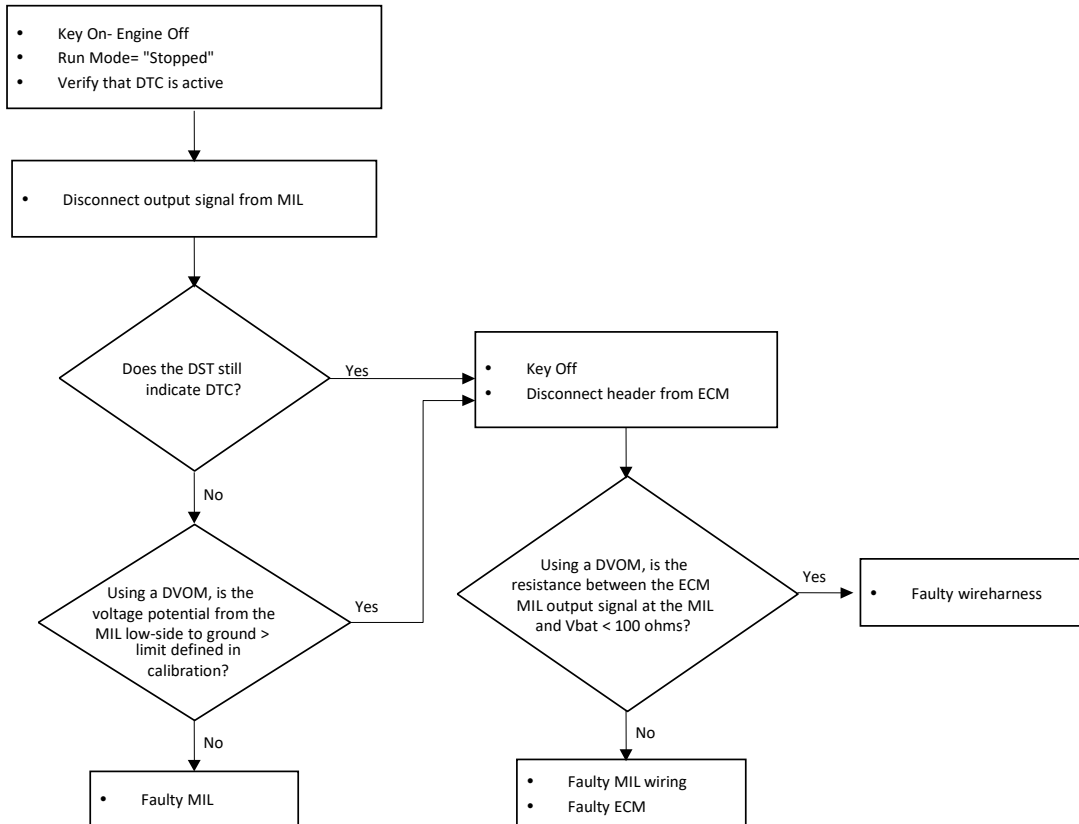 • Key On- Engine Off
• Run Mode= "Stopped"
• Verify that DTC is active
• Disconnect output signal from MIL
Does the DST still
indicate DTC?
Yes
• Key Off
• Disconnect header from ECM
No
Using a DVOM, is the
voltage potential from the
MIL low-side to ground >
limit defined in
calibration?
Yes
Using a DVOM, is the
resistance between the ECM
MIL output signal at the MIL
and Vbat < 100 ohms?
Yes
• Faulty wireharness
No
• Faulty MIL
No
• Faulty MIL wiring
• Faulty ECM